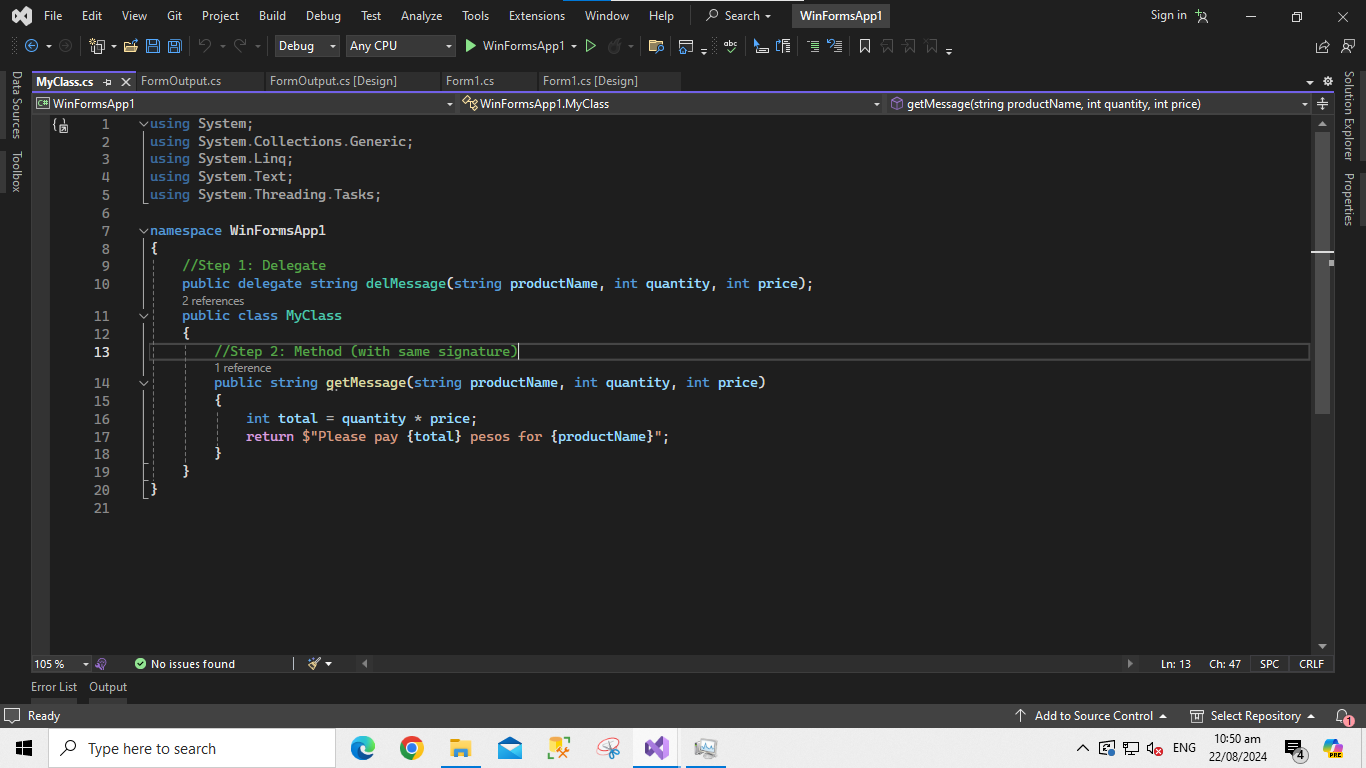 File Edit View Git Project Build Debug Test Analyze Tools Extensions Window Help Search WinFormsApp1 Sign in
Debug Any CPU WinFormsApp1
MyClass.cs FormOutput.cs FormOutput.cs [Design] Form1.cs Form1.cs [Design]
WinFormsApp1 WinFormsApp1.MyClass getMessage(string productName, int quantity, int price)
Data Sources
Toolbox
Solution Explorer
Properties
1 using System;
2 using System.Collections.Generic;
3 using System.Linq;
4 using System.Text;
5 using System.Threading.Tasks;
6
7 namespace WinFormsApp1
8 {
9 //Step 1: Delegate
10 public delegate string delMessage(string productName, int quantity, int price);
2 references
11 public class MyClass
12 {
13 //Step 2: Method (with same signature)
1 reference
14 public string getMessage(string productName, int quantity, int price)
15 {
16 int total = quantity * price;
17 return $"Please pay {total} pesos for {productName}";
18 }
19 }
20 }
21
105 % No issues found Ln: 13 Ch: 47 SPC CRLF
Error List Output
Ready Add to Source Control Select Repository 1
Type here to search ENG 10:50 am
22/08/2024 4 PRE